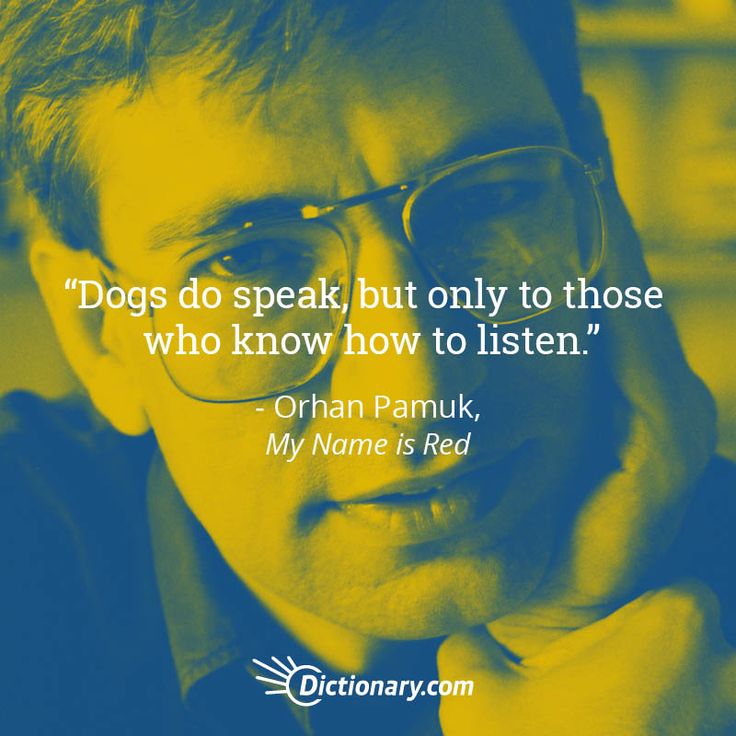 “Dogs do speak, but only to those
who know how to listen.”
- Orhan Pamuk,
My Name is Red
Dictionary.com